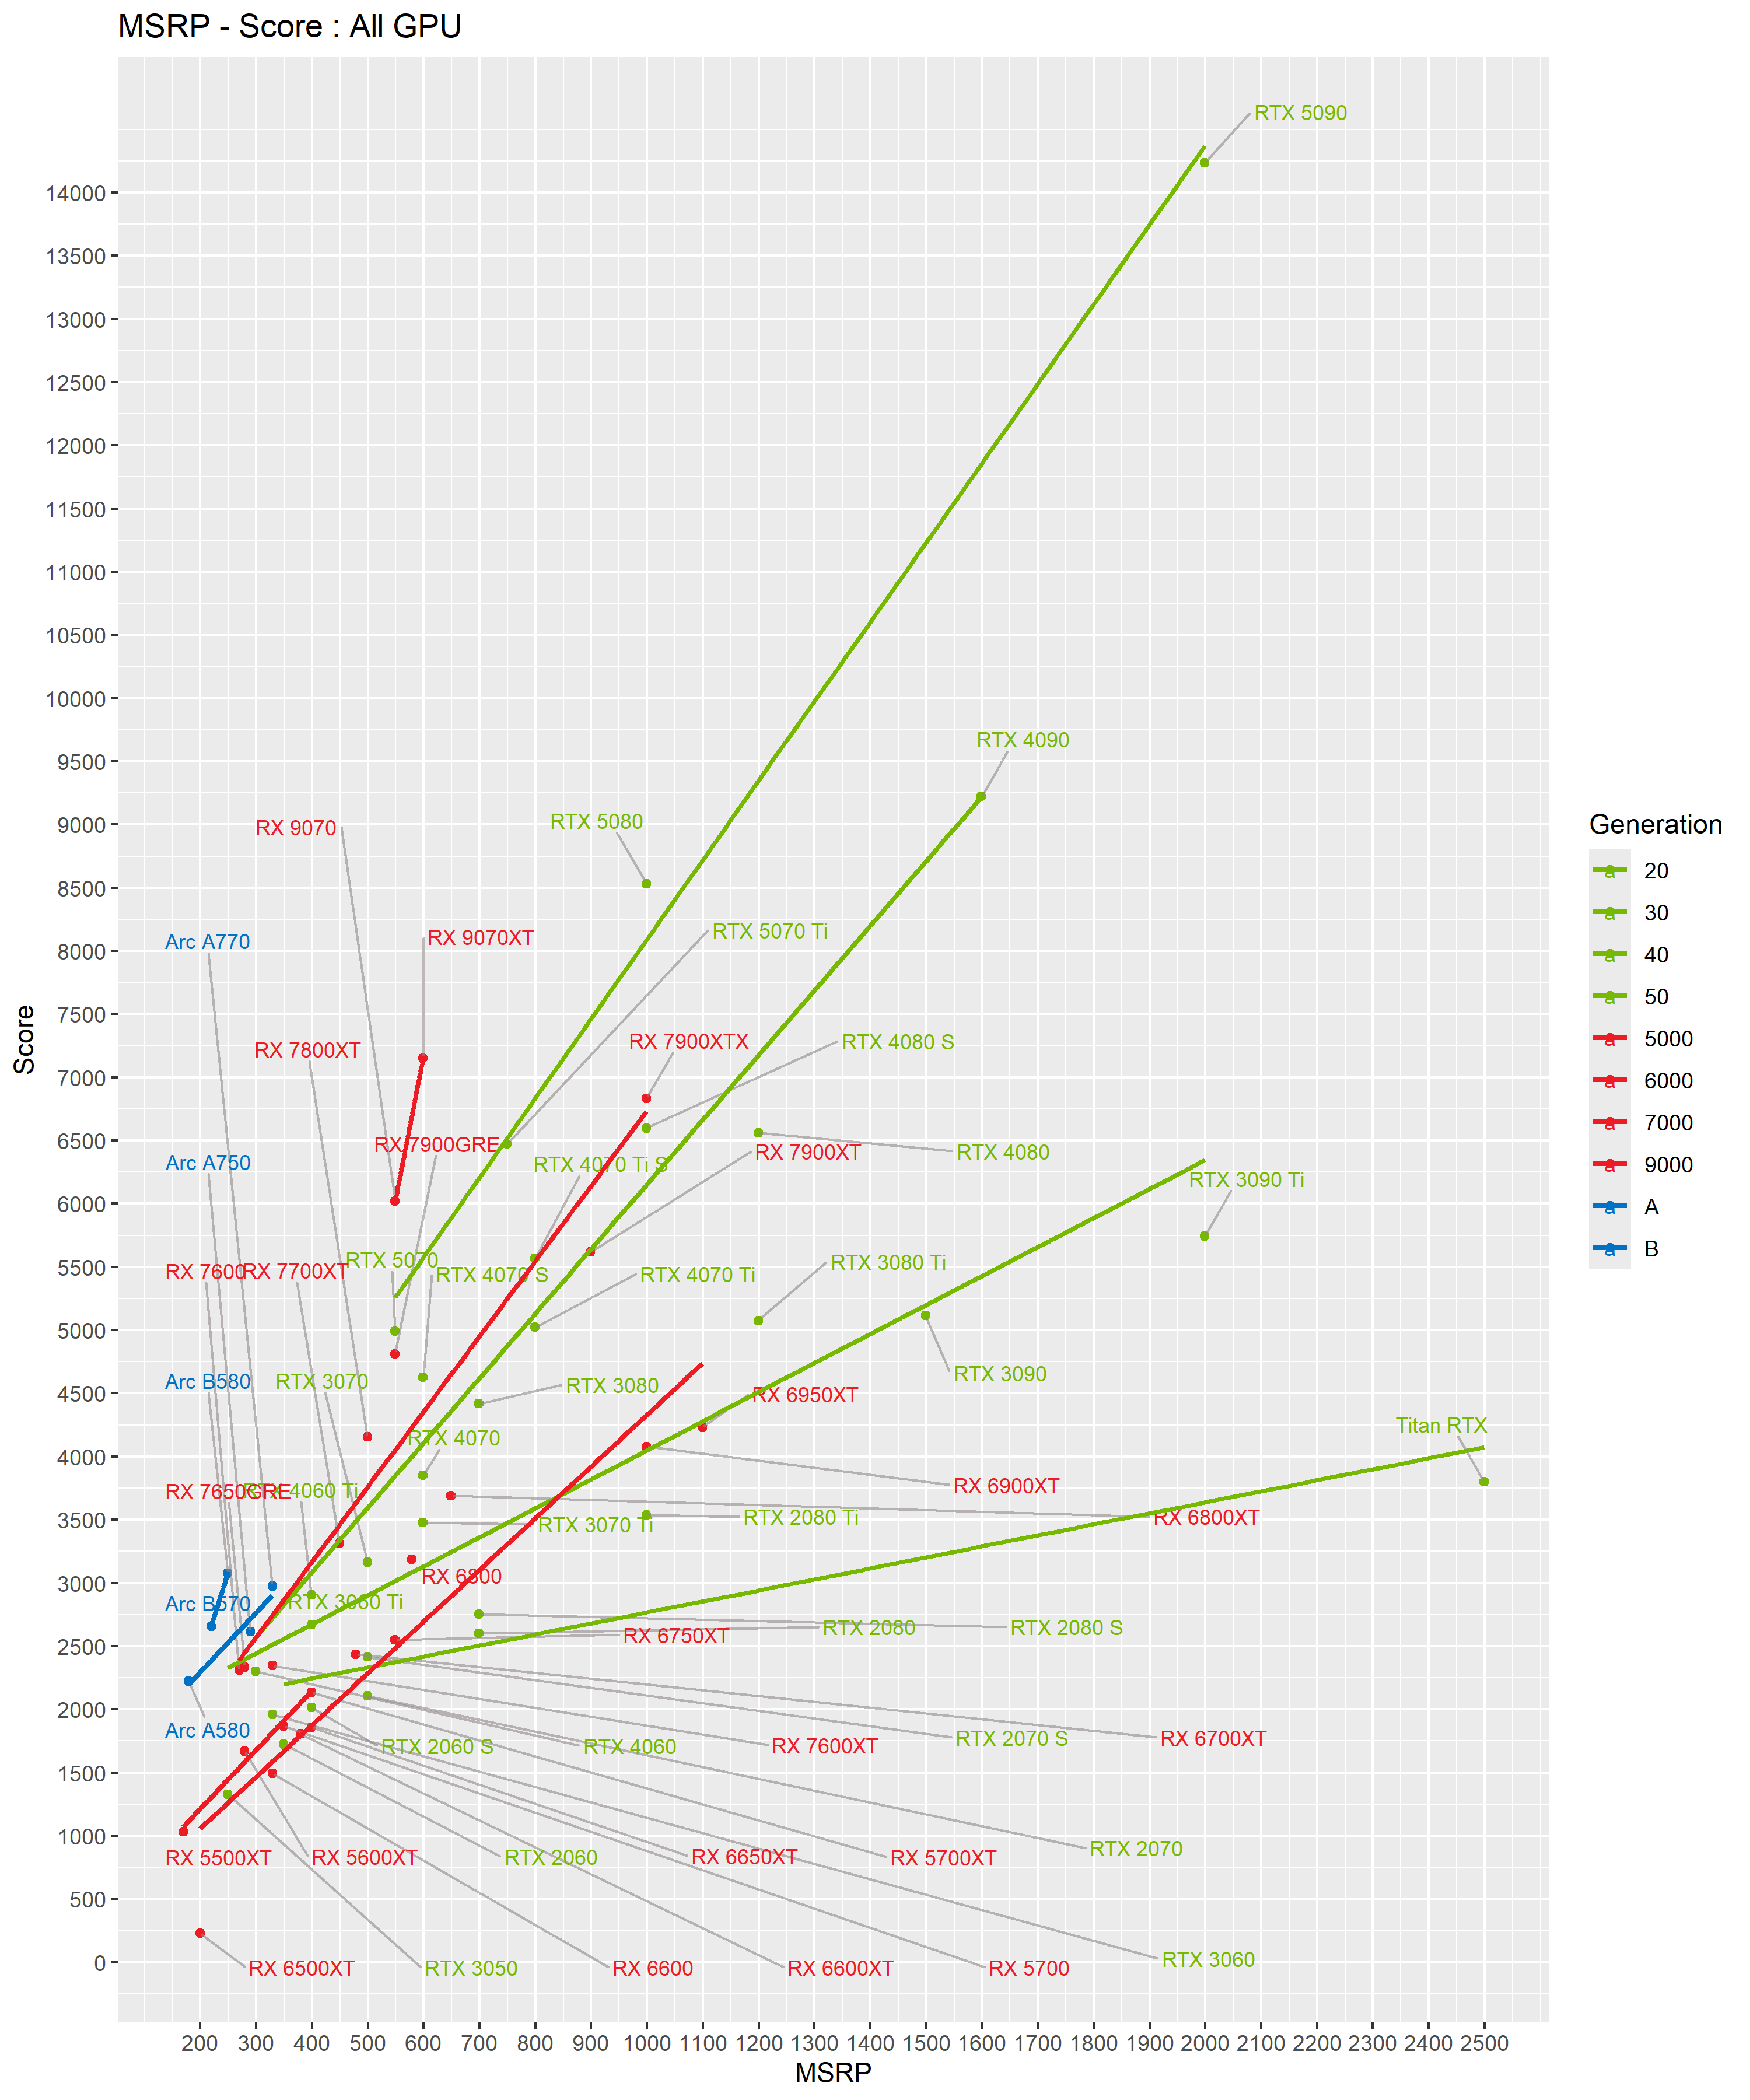 MSRP - Score : All GPU
RTX 5090
14000
13500
13000
12500
12000
11500
11000
10500
10000
RTX 4090
9500
RTX 5080
9000
RX 9070
8500
RTX 5070 Ti
RX 9070XT
Arc A770
8000
7500
RX 7900XTX
RTX 4080 S
RX 7800XT
7000
6500
RX 7900GRE
RTX 4080
RX 7900XT
Arc A750
RTX 4070 Ti S
RTX 3090 Ti
6000
RTX 5070
RTX 3080 Ti
5500
RX 7600
RX 7700XT
RTX 4070 S
RTX 4070 Ti
5000
RTX 3090
Arc B580
RTX 3070
RTX 3080
4500
RX 6950XT
Titan RTX
RTX 4070
4000
RX 6900XT
RX 7650GRE
RTX 4060 Ti
3500
RTX 3070 Ti
RTX 2080 Ti
RX 6800XT
3000
RX 6800
Arc B570
RTX 3060 Ti
2500
RX 6750XT
RTX 2080
RTX 2080 S
2000
Arc A580
RTX 2060 S
RTX 4060
RX 7600XT
RTX 2070 S
RX 6700XT
1500
1000
RX 5500XT
RX 5600XT
RTX 2060
RX 6650XT
RX 5700XT
RTX 2070
500
0
RX 6500XT
RTX 3050
RX 6600
RX 6600XT
RX 5700
RTX 3060
200 300 400 500 600 700 800 900 1000 1100 1200 1300 1400 1500 1600 1700 1800 1900 2000 2100 2200 2300 2400 2500
MSRP
Score
Generation
a 20
a 30
a 40
a 50
a 5000
a 6000
a 7000
a 9000
a A
a B